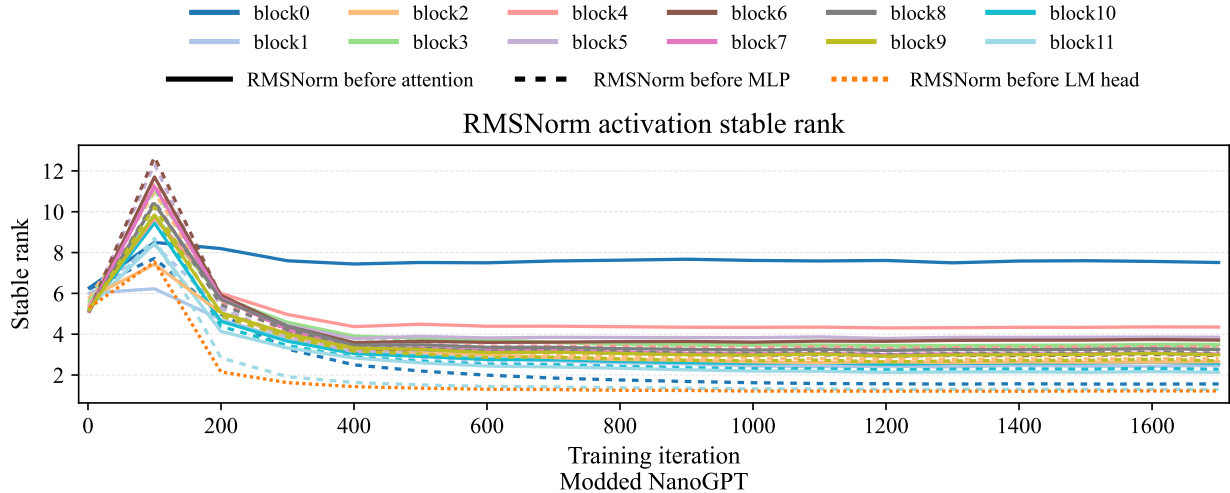 block0 block2 block4 block6 block8 block10
block1 block3 block5 block7 block9 block11
RMSNorm before attention RMSNorm before MLP RMSNorm before LM head
RMSNorm activation stable rank
Stable rank
12
10
8
6
4
2
0 200 400 600 800 1000 1200 1400 1600
Training iteration
Modded NanoGPT